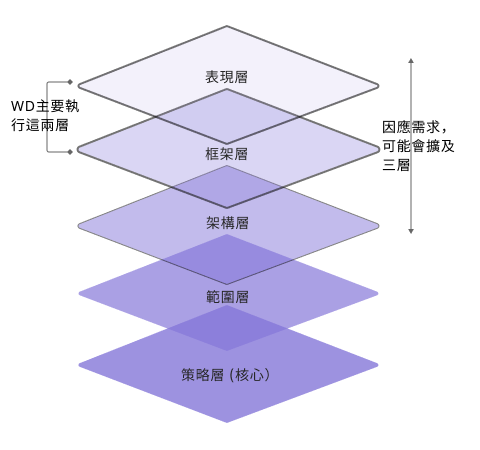 表現層
WD主要執
行這兩層
框架層
因應需求，
可能會擴及
三層
架構層
範圍層
策略層 (核心）